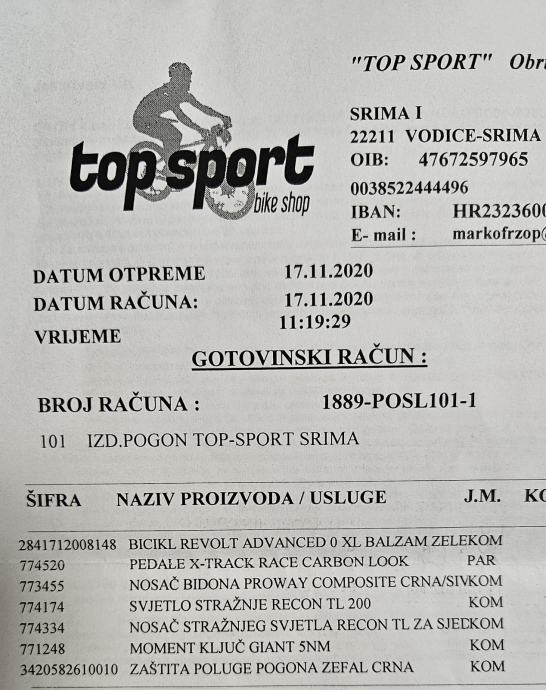 "TOP SPORT" Obr
top sport
bike shop
SRIMA I
22211 VODICE-SRIMA
OIB: 47672597965
0038522444496
IBAN: HR2323600
E- mail : markofrzop@
DATUM OTPREME 17.11.2020
DATUM RAČUNA: 17.11.2020
VRIJEME 11:19:29
GOTOVINSKI RAČUN :
BROJ RAČUNA : 1889-POSL101-1
101 IZD.POGON TOP-SPORT SRIMA
ŠIFRA NAZIV PROIZVODA / USLUGE J.M. KO
2841712008148 BICIKL REVOLT ADVANCED 0 XL BALZAM ZELEKOM
774520 PEDALE X-TRACK RACE CARBON LOOK PAR
773455 NOSAČ BIDONA PROWAY COMPOSITE CRNA/SIVKOM
774174 SVJETLO STRAŽNJE RECON TL 200 KOM
774334 NOSAČ STRAŽNJEG SVJETLA RECON TL ZA SJEDKOM
771248 MOMENT KLJUČ GIANT 5NM KOM
3420582610010 ZAŠTITA POLUGE POGONA ZEFAL CRNA KOM